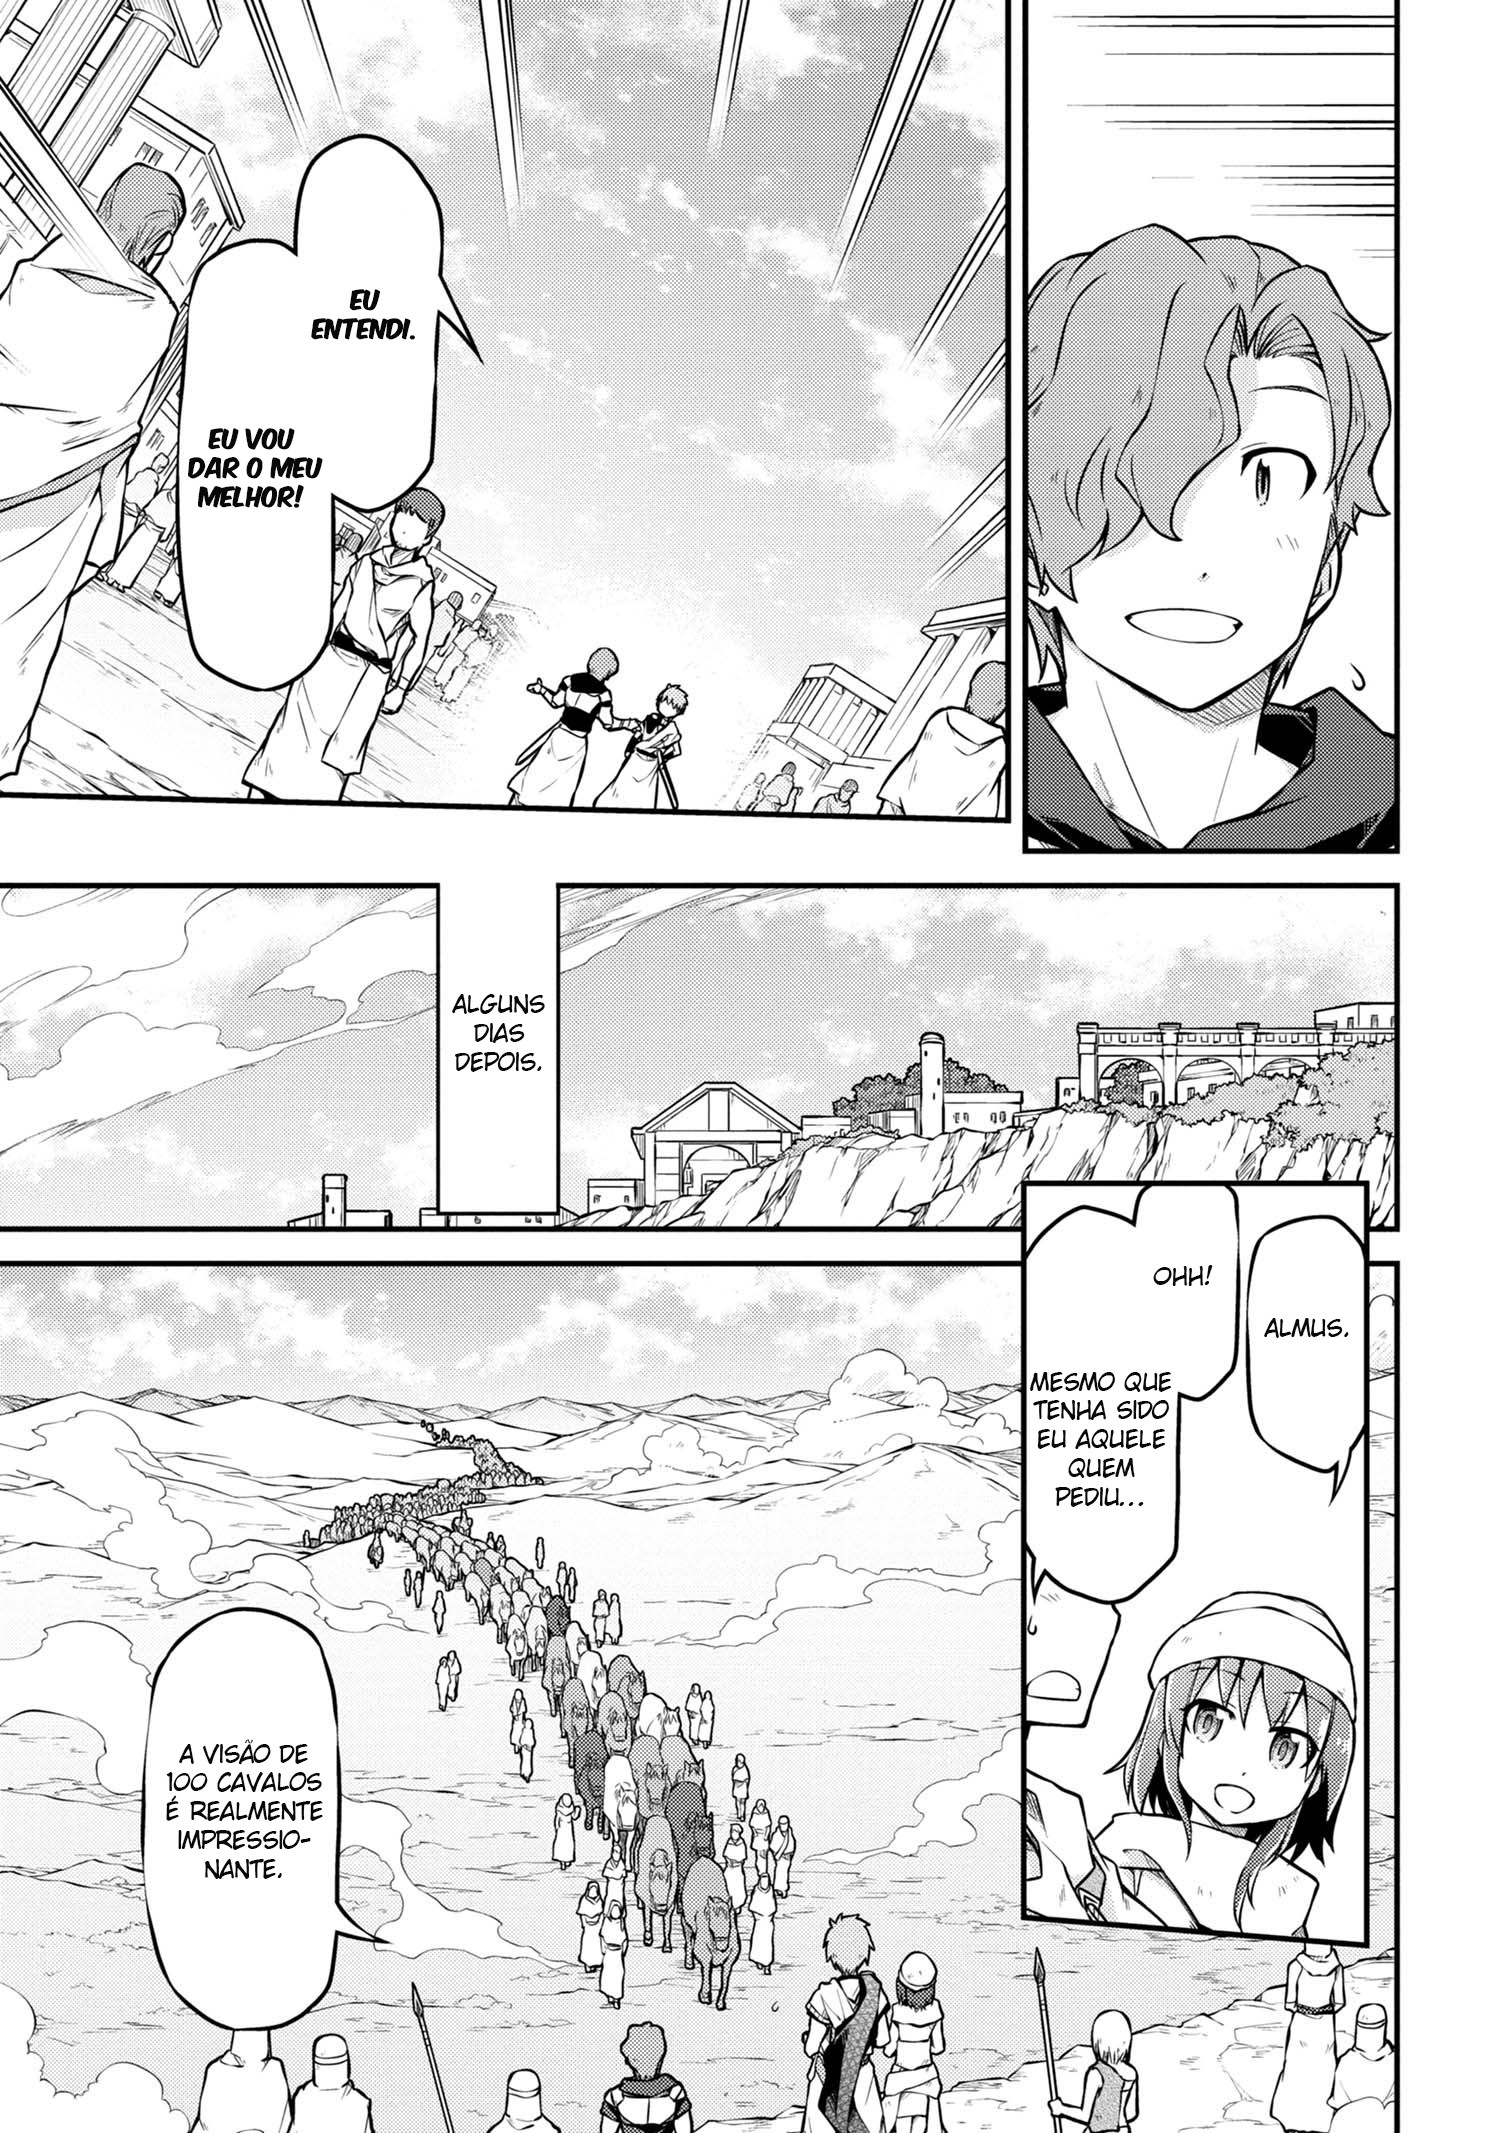 EU
ENTENDI.
EU VOU
DAR O MEU
MELHOR!
ALGUNS
DIAS
DEPOIS.
ALMUS.
OHH!
MESMO QUE
TENHA SIDO
EU AQUELE
QUEM
PEDIU...
A VISÃO DE
100 CAVALOS
É REALMENTE
IMPRESSIO-
NANTE.